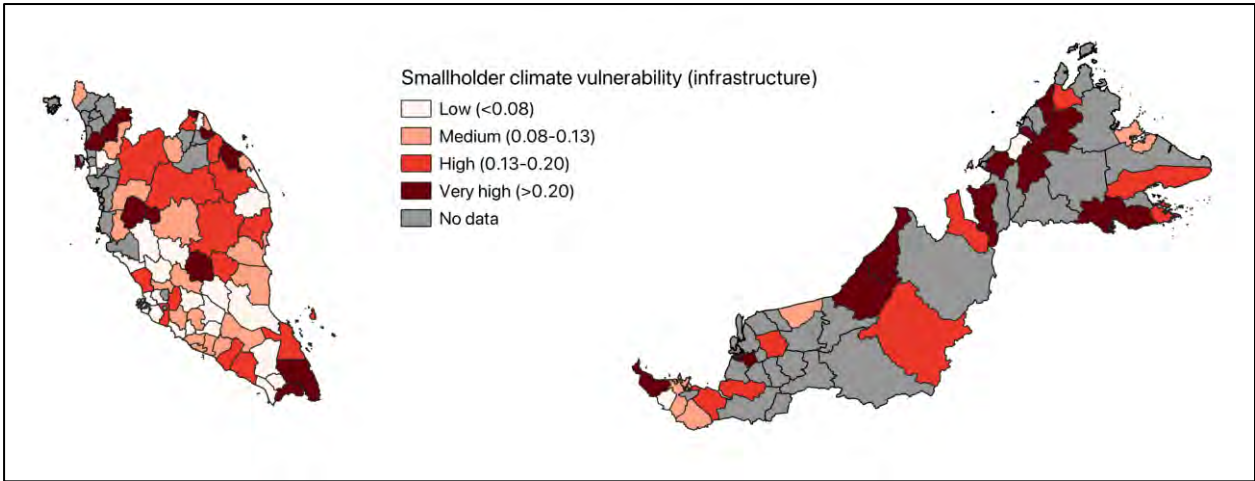 Smallholder climate vulnerability (infrastructure)
Low (<0.08)
Medium (0.08-0.13)
High (0.13-0.20)
Very high (>0.20)
No data